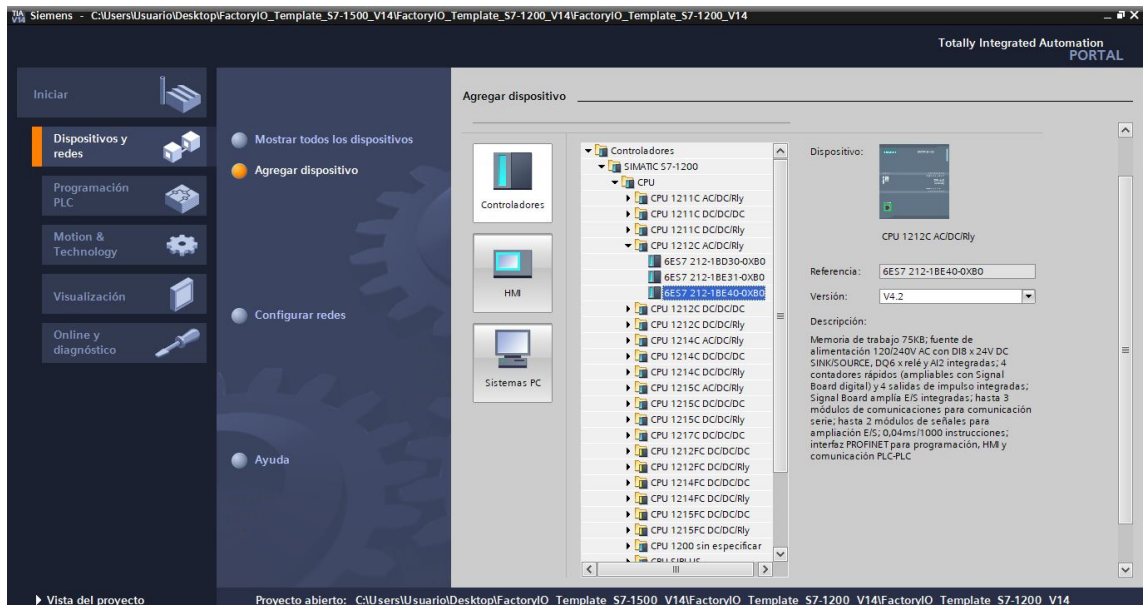 TIA V14 Siemens - C:\Users\Usuario\Desktop\FactoryIO_Template_S7-1500_V14\FactoryIO_Template_S7-1200_V14\FactoryIO_Template_S7-1200_V14
Totally Integrated Automation
PORTAL
Iniciar
Dispositivos y
redes
Programación
PLC
Motion &
Technology
Visualización
Online y
diagnóstico
Mostrar todos los dispositivos
Agregar dispositivo
Configurar redes
Ayuda
Agregar dispositivo
Controladores
HMI
Sistemas PC
Controladores
SIMATIC S7-1200
CPU
CPU 1211C AC/DC/Rly
CPU 1211C DC/DC/DC
CPU 1211C DC/DC/Rly
CPU 1212C AC/DC/Rly
6ES7 212-1BD30-0XB0
6ES7 212-1BE31-0XB0
6ES7 212-1BE40-0XB0
CPU 1212C DC/DC/DC
CPU 1212C DC/DC/Rly
CPU 1214C AC/DC/Rly
CPU 1214C DC/DC/DC
CPU 1214C DC/DC/Rly
CPU 1215C AC/DC/Rly
CPU 1215C DC/DC/DC
CPU 1215C DC/DC/Rly
CPU 1217C DC/DC/DC
CPU 1212FC DC/DC/DC
CPU 1212FC DC/DC/Rly
CPU 1214FC DC/DC/DC
CPU 1214FC DC/DC/Rly
CPU 1215FC DC/DC/DC
CPU 1215FC DC/DC/Rly
CPU 1200 sin especificar
CPU SIPLUS
Dispositivo:
CPU 1212C AC/DC/Rly
Referencia: 6ES7 212-1BE40-0XB0
Versión: V4.2
Descripción:
Memoria de trabajo 75KB; fuente de
alimentación 120/240V AC con DI8 x 24V DC
SINK/SOURCE, DQ6 x relé y AI2 integradas; 4
contadores rápidos (ampliables con Signal
Board digital) y 4 salidas de impulso integradas;
Signal Board amplía E/S integradas; hasta 3
módulos de comunicaciones para comunicación
serie; hasta 2 módulos de señales para
ampliación E/S; 0,04ms/1000 instrucciones;
interfaz PROFINET para programación, HMI y
comunicación PLC-PLC
Vista del proyecto
Proyecto abierto: C:\Users\Usuario\Desktop\FactoryIO_Template_S7-1500_V14\FactoryIO_Template_S7-1200_V14\FactoryIO_Template_S7-1200_V14